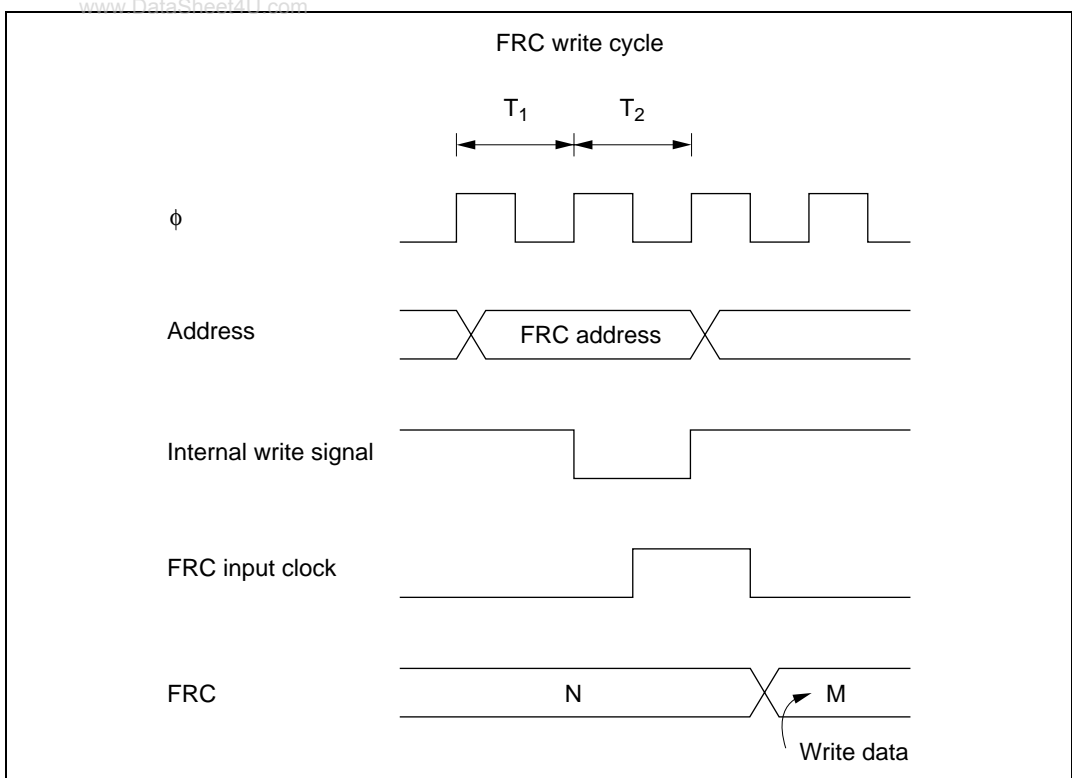 www.DataSheet4U.com
FRC write cycle
T1 T2
ϕ
Address
FRC address
Internal write signal
FRC input clock
FRC
N
M
Write data